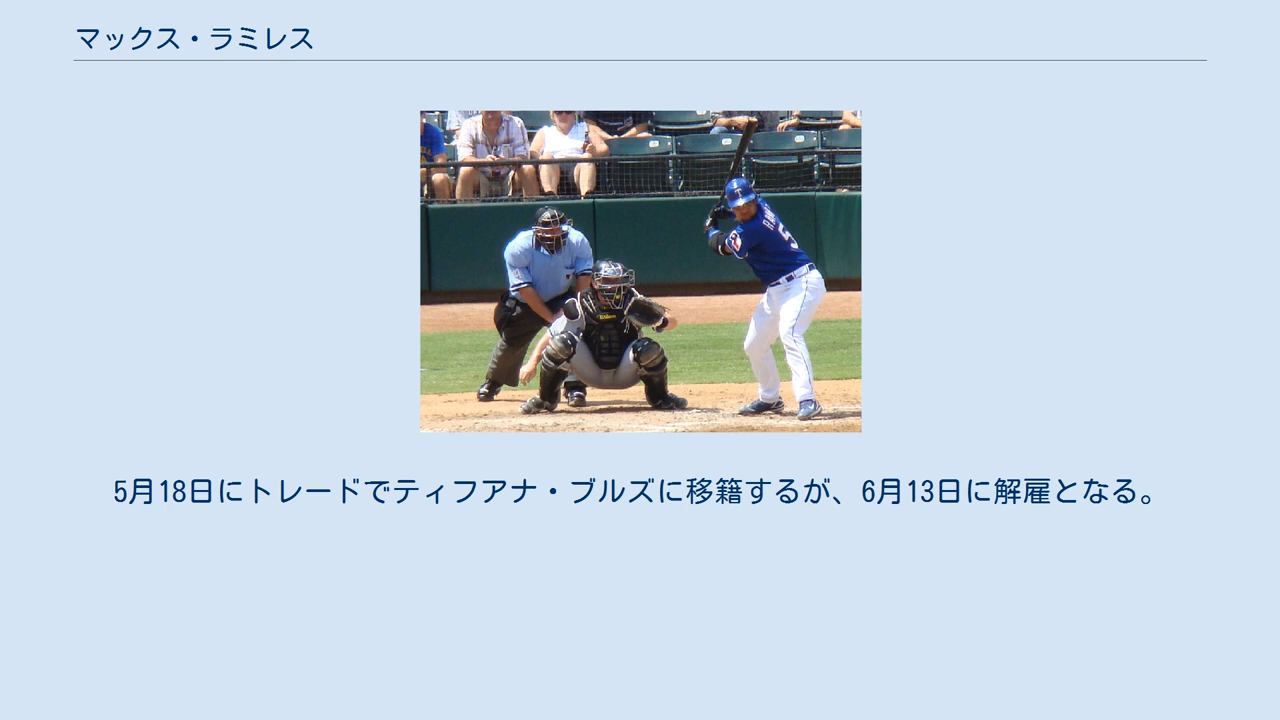 マックス・ラミレス
5月18日にトレードでティフアナ・ブルズに移籍するが、6月13日に解雇となる。